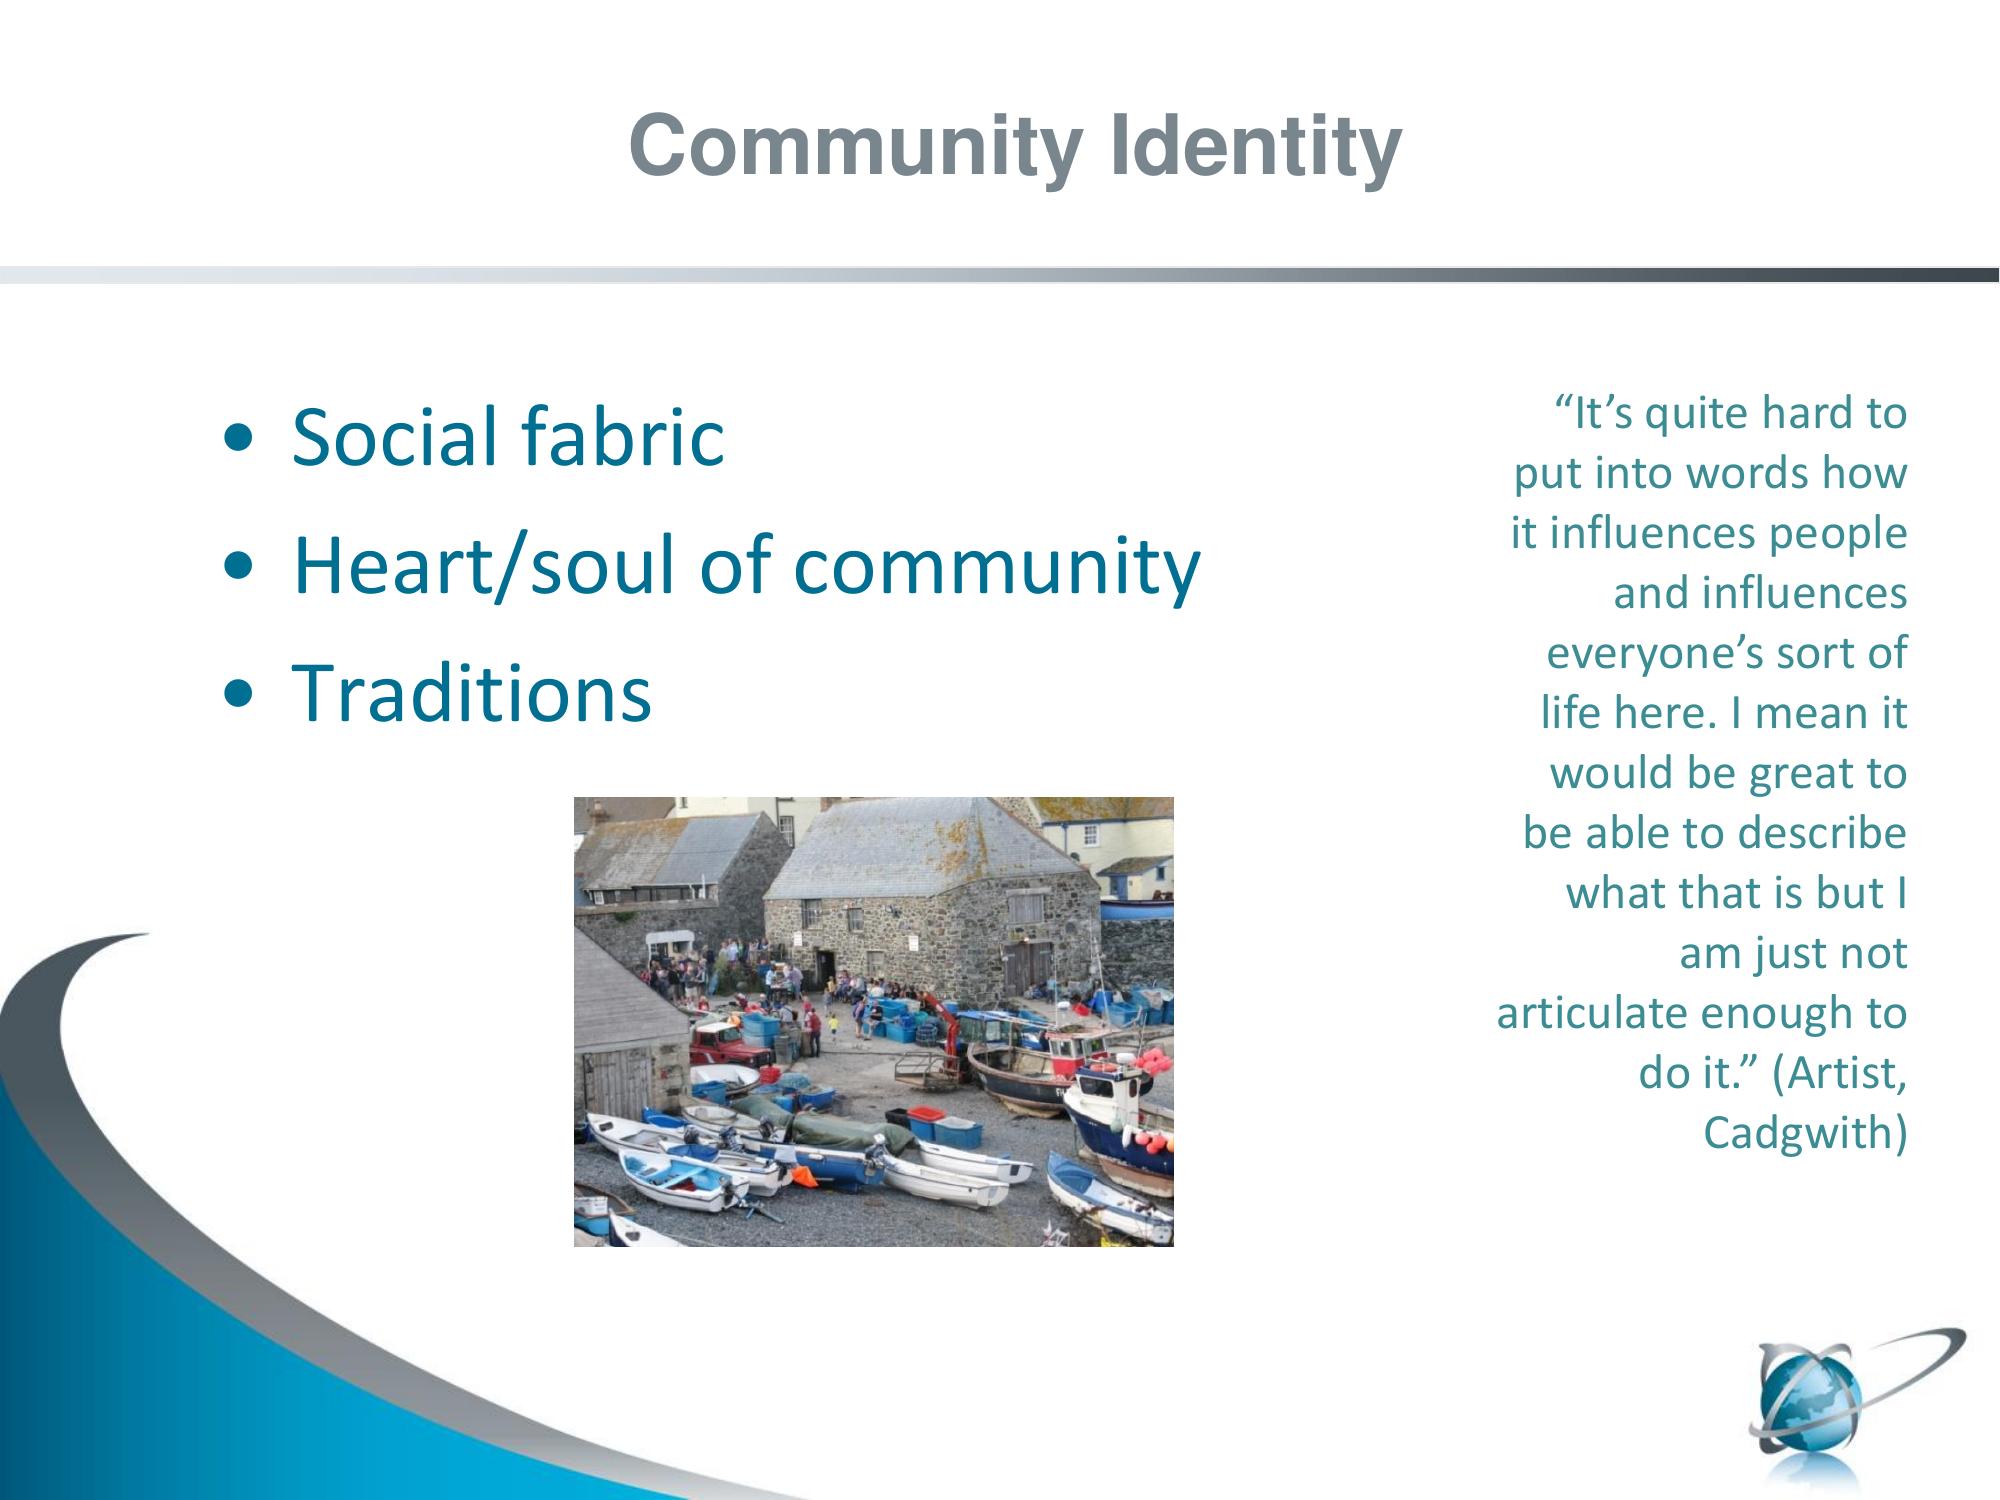 Community Identity
• Social fabric
• Heart/soul of community
• Traditions
“It’s quite hard to
put into words how
it influences people
and influences
everyone’s sort of
life here. I mean it
would be great to
be able to describe
what that is but I
am just not
articulate enough to
do it.” (Artist,
Cadgwith)